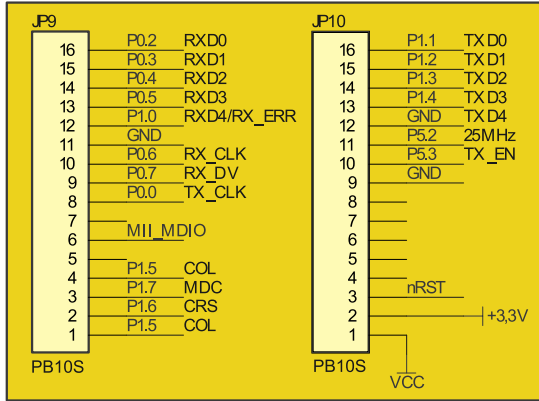 JP9
16 P0.2 RXD0
15 P0.3 RXD1
14 P0.4 RXD2
13 P0.5 RXD3
12 P1.0 RXD4/RX_ERR
11 GND
10 P0.6 RX_CLK
9 P0.7 RX_DV
8 P0.0 TX_CLK
7
6 MII_MDIO
5
4 P1.5 COL
3 P1.7 MDC
2 P1.6 CRS
1 P1.5 COL
PB10S
JP10
16 P1.1 TXD0
15 P1.2 TXD1
14 P1.3 TXD2
13 P1.4 TXD3
12 GND TXD4
11 P5.2 25MHz
10 P5.3 TX_EN
9 GND
8
7
6
5
4
3 nRST
2 +3,3V
1
PB10S
VCC